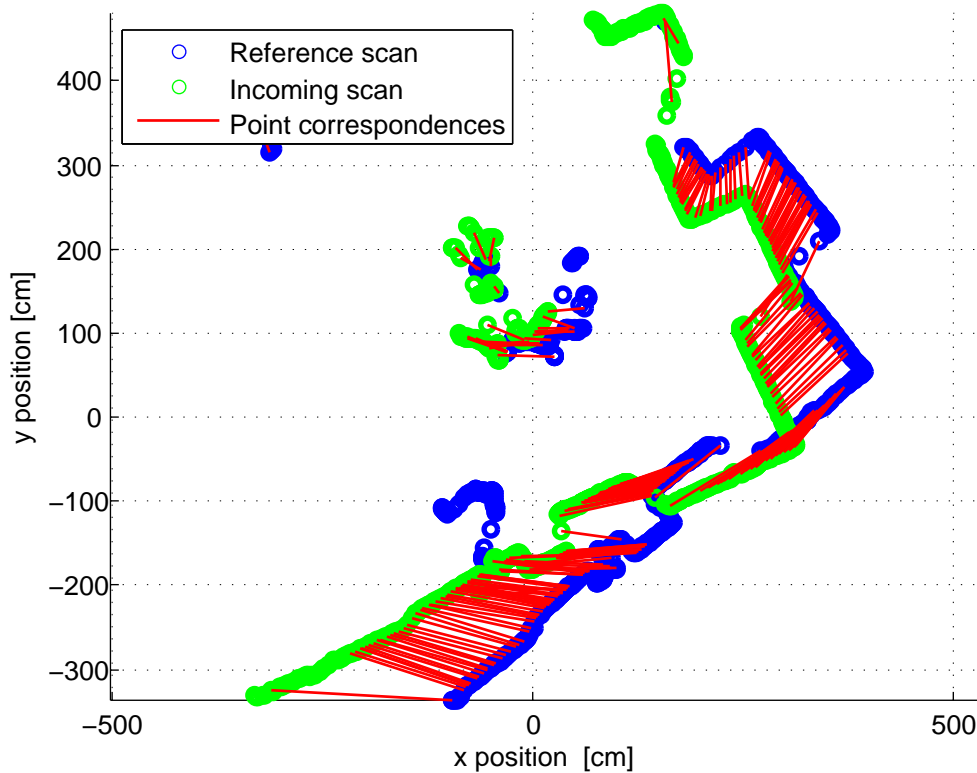 Reference scan
Incoming scan
Point correspondences
400
300
200
100
0
−100
−200
−300
y position [cm]
−500
0
500
x position [cm]